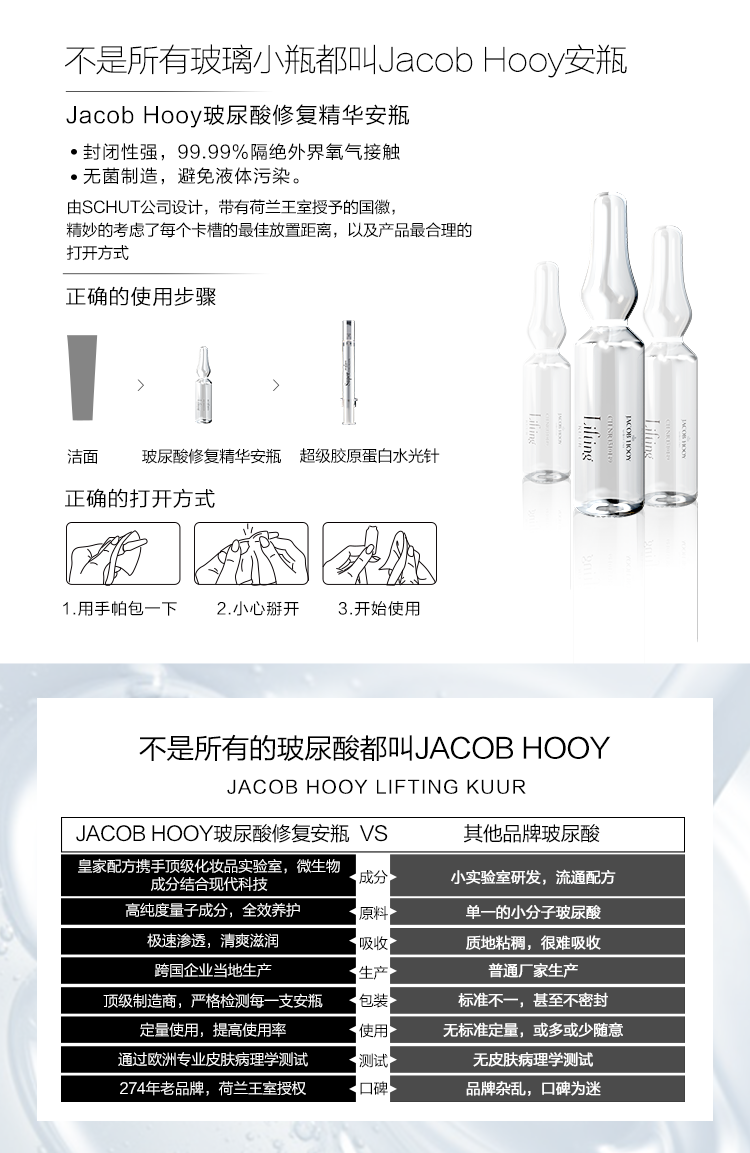 不是所有玻璃小瓶都叫Jacob Hooy安瓶
Jacob Hooy玻尿酸修复精华安瓶
• 封闭性强，99.99%隔绝外界氧气接触
• 无菌制造，避免液体污染。
由SCHUT公司设计，带有荷兰王室授予的国徽，
精妙的考虑了每个卡槽的最佳放置距离，以及产品最合理的
打开方式
正确的使用步骤
洁面
玻尿酸修复精华安瓶
超级胶原蛋白水光针
正确的打开方式
1.用手帕包一下
2.小心掰开
3.开始使用
JACOB HOOY
Lifting
JACOB HOOY
Lifting
JACOB HOOY
Lifting
不是所有的玻尿酸都叫JACOB HOOY
JACOB HOOY LIFTING KUUR
JACOB HOOY玻尿酸修复安瓶 VS 其他品牌玻尿酸
皇家配方携手顶级化妆品实验室，微生物
成分结合现代科技
成分
小实验室研发，流通配方
高纯度量子成分，全效养护
原料
单一的小分子玻尿酸
极速渗透，清爽滋润
吸收
质地粘稠，很难吸收
跨国企业当地生产
生产
普通厂家生产
顶级制造商，严格检测每一支安瓶
包装
标准不一，甚至不密封
定量使用，提高使用率
使用
无标准定量，或多或少随意
通过欧洲专业皮肤病理学测试
测试
无皮肤病理学测试
274年老品牌，荷兰王室授权
口碑
品牌杂乱，口碑为迷